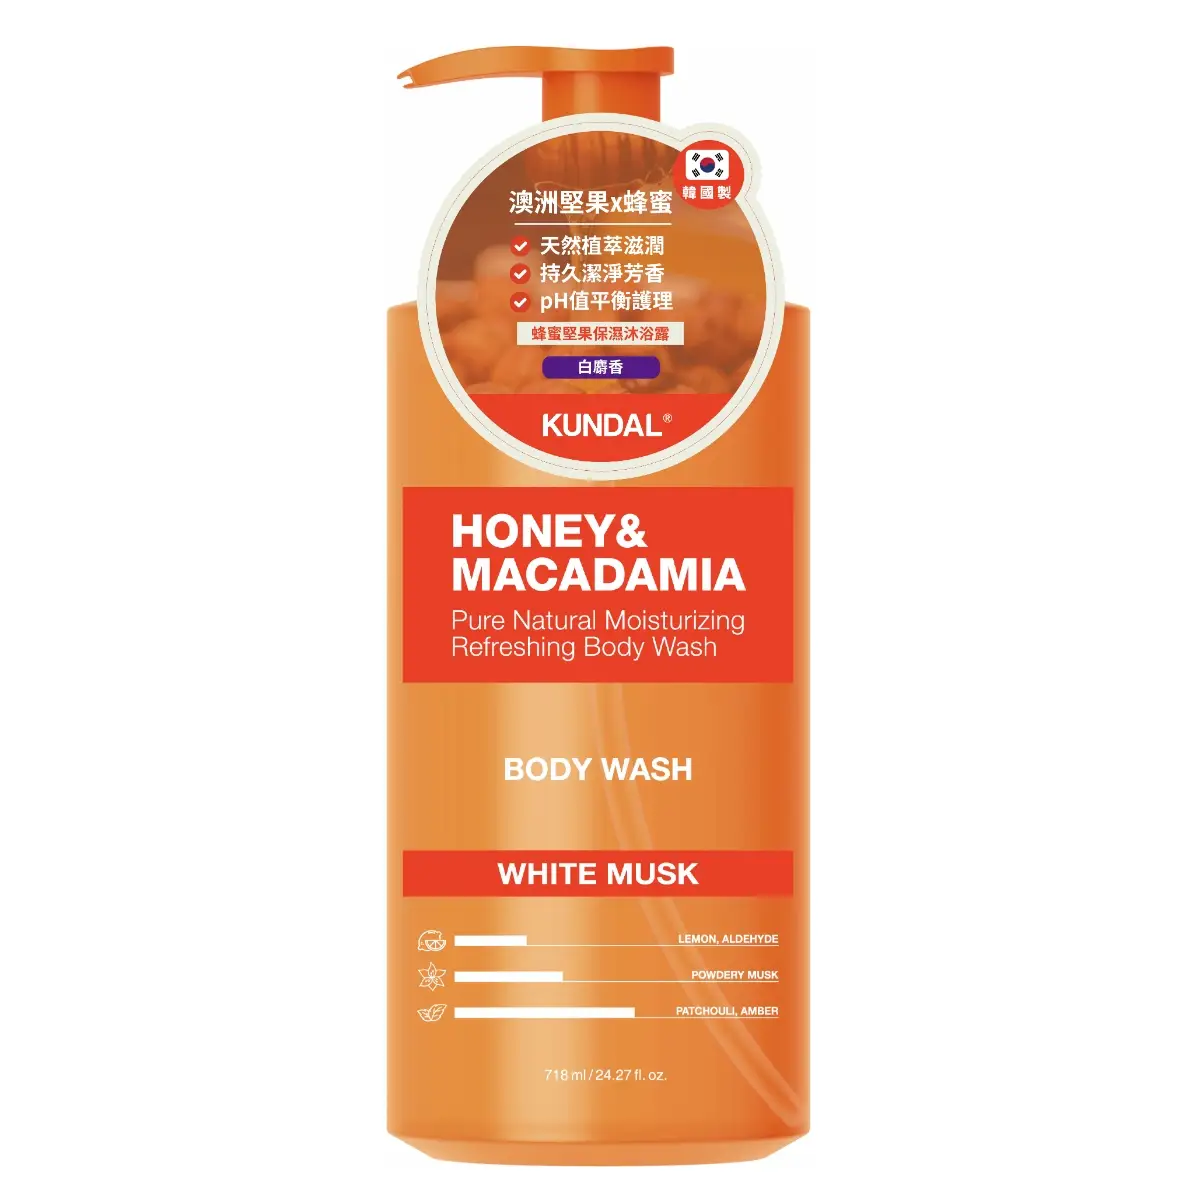 韓國製
澳洲堅果x蜂蜜
天然植萃滋潤
持久潔淨芳香
pH值平衡護理
蜂蜜堅果保濕沐浴露
白麝香
KUNDAL®
HONEY&
MACADAMIA
Pure Natural Moisturizing
Refreshing Body Wash
BODY WASH
WHITE MUSK
LEMON, ALDEHYDE
POWDERY MUSK
PATCHOULI, AMBER
718 ml / 24.27 fl. oz.